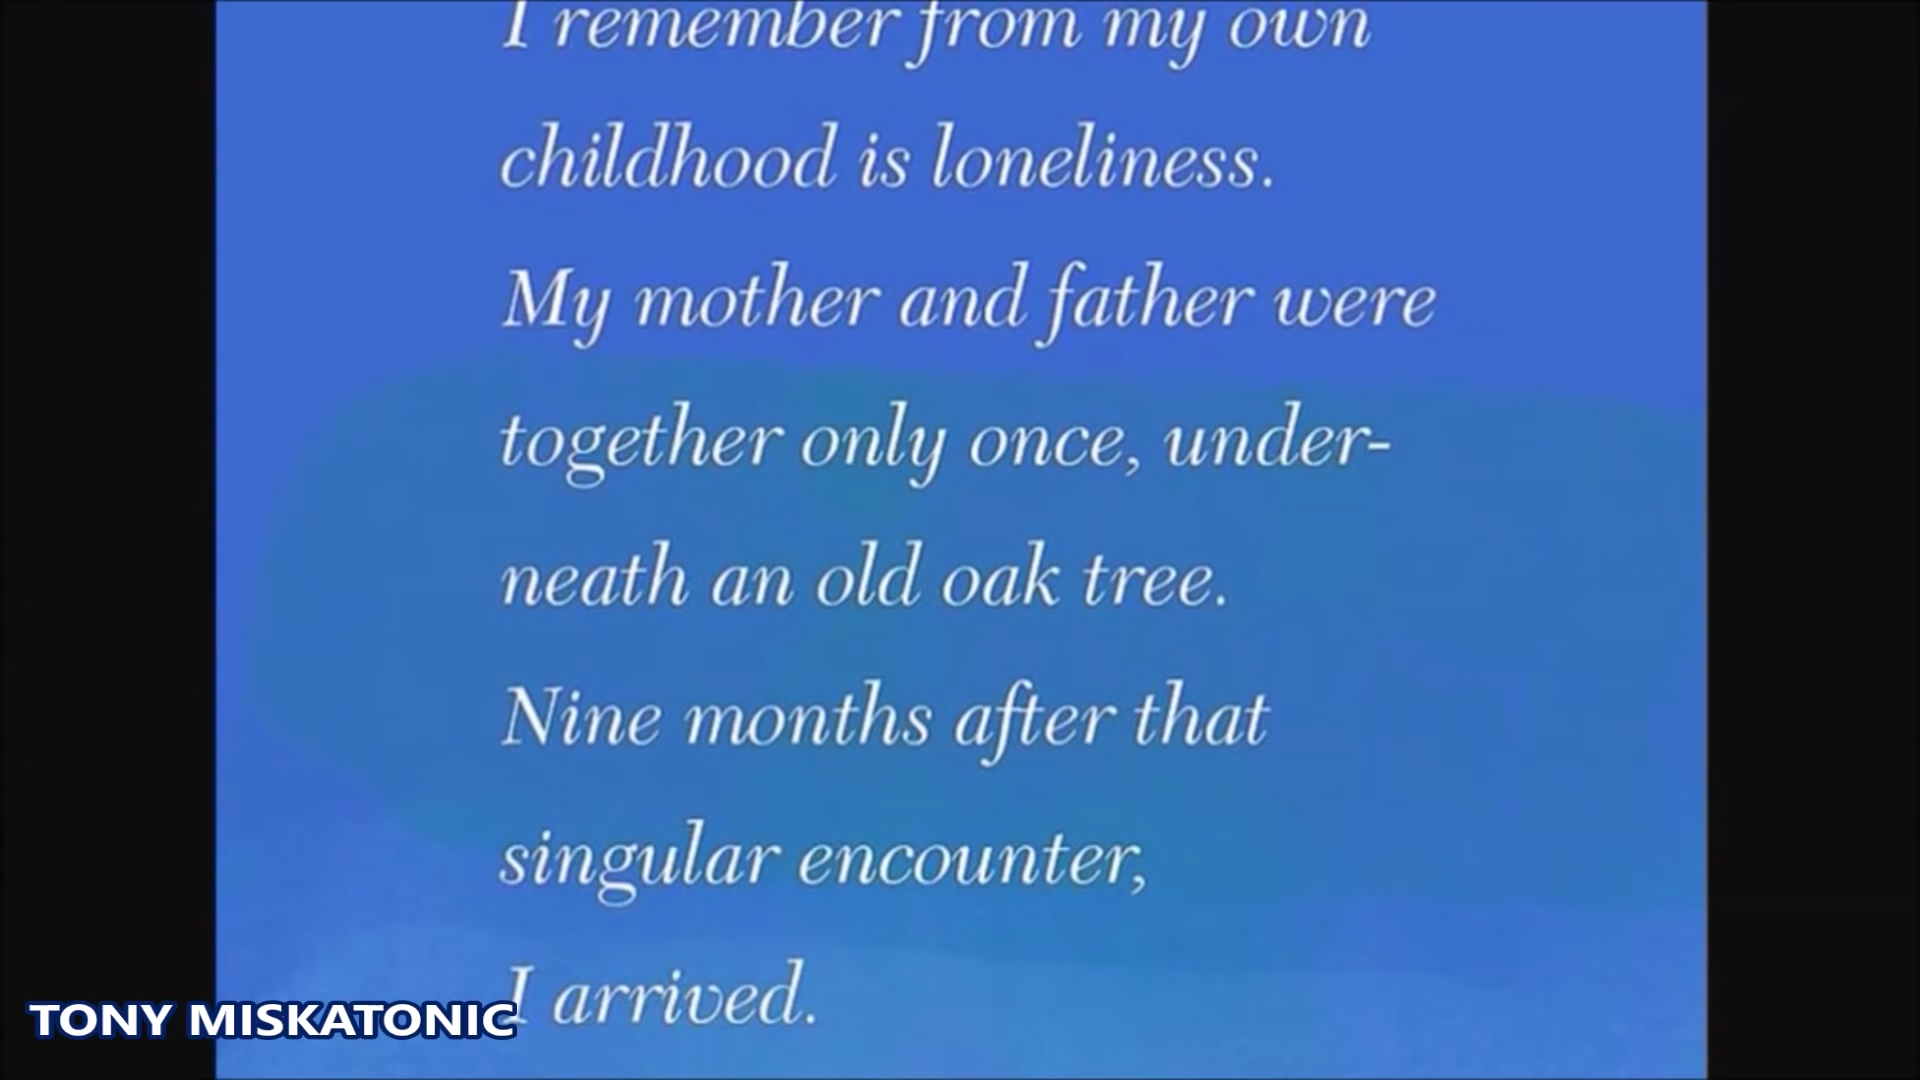 I remember from my own
childhood is loneliness.
My mother and father were
together only once, under-
neath an old oak tree.
Nine months after that
singular encounter,
I arrived.
TONY MISKATONIC